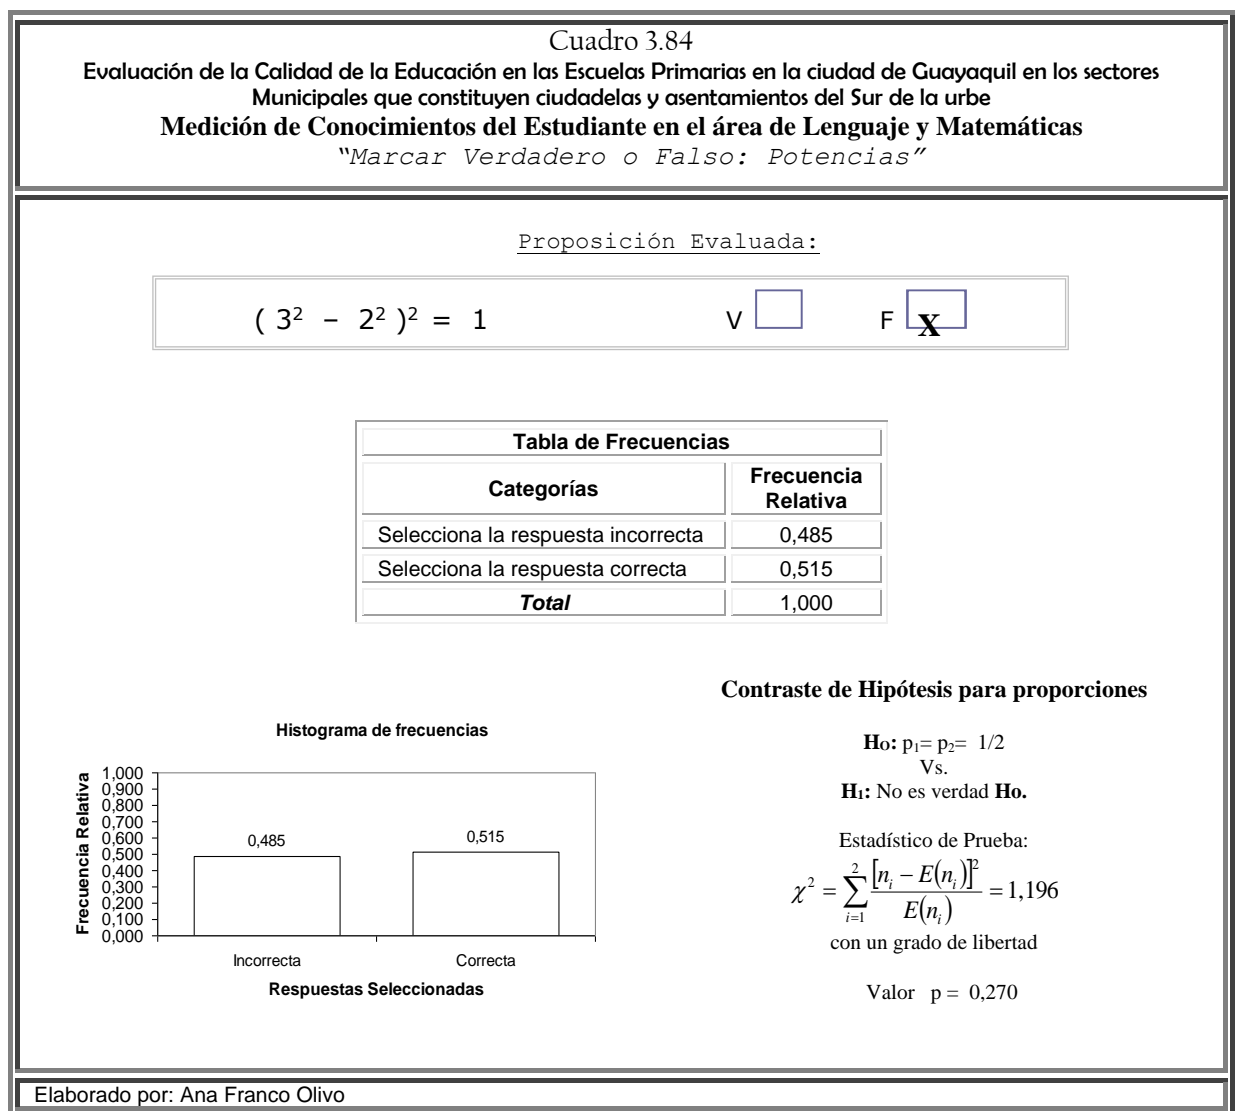 Cuadro 3.84
Evaluación de la Calidad de la Educación en las Escuelas Primarias en la ciudad de Guayaquil en los sectores
Municipales que constituyen ciudadelas y asentamientos del Sur de la urbe
Medición de Conocimientos del Estudiante en el área de Lenguaje y Matemáticas
“Marcar Verdadero o Falso: Potencias”
Proposición Evaluada:
( 3² – 2² )² = 1 V F X
Tabla de Frecuencias
Categorías Frecuencia Relativa
Selecciona la respuesta incorrecta 0,485
Selecciona la respuesta correcta 0,515
Total 1,000
Histograma de frecuencias
Frecuencia Relativa
1,000
0,900
0,800
0,700
0,600
0,500
0,400
0,300
0,200
0,100
0,000
0,485 0,515
Incorrecta Correcta
Respuestas Seleccionadas
Contraste de Hipótesis para proporciones
H₀: p₁= p₂= 1/2
Vs.
H₁: No es verdad Ho.
Estadístico de Prueba:
χ² = ∑ᵢ₌₁² [nᵢ − E(nᵢ)]² / E(nᵢ) = 1,196
con un grado de libertad
Valor p = 0,270
Elaborado por: Ana Franco Olivo